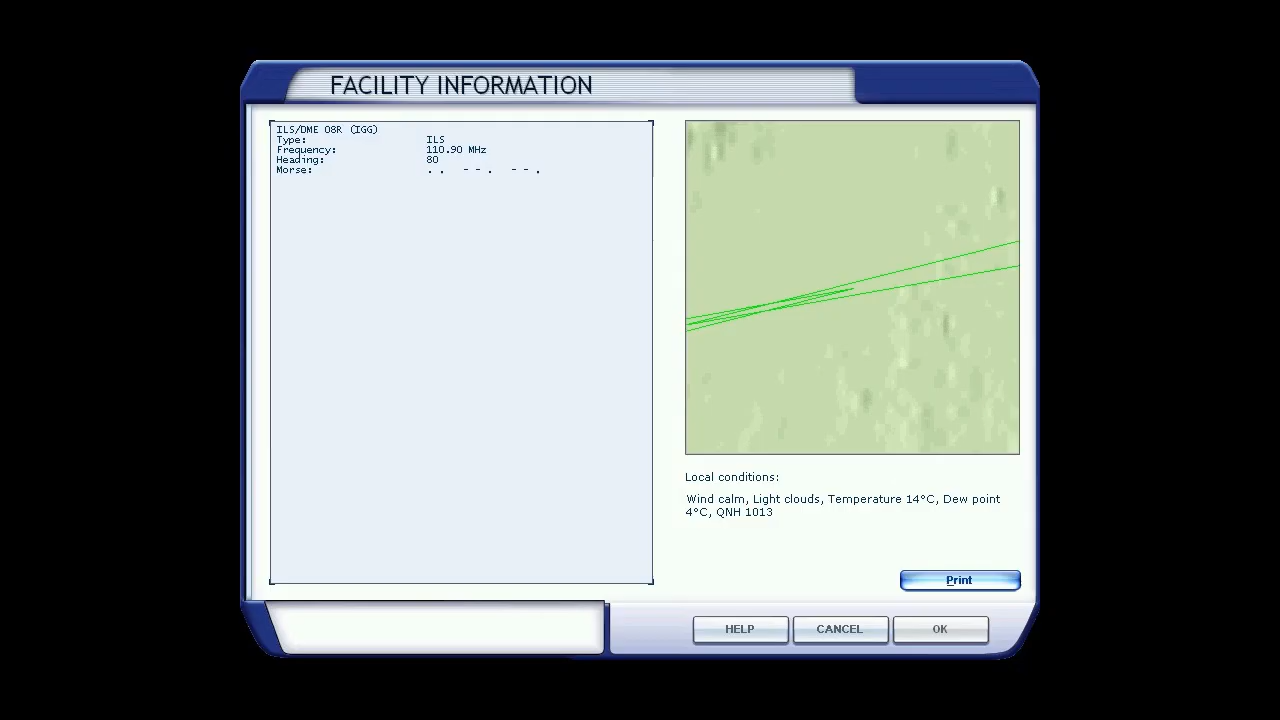 FACILITY INFORMATION
ILS/DME 08R (IGG)
Type: ILS
Frequency: 110.90 MHz
Heading: 80
Morse: . .  - - .  - - .
Local conditions:
Wind calm, Light clouds, Temperature 14°C, Dew point
4°C, QNH 1013
Print
HELP CANCEL OK